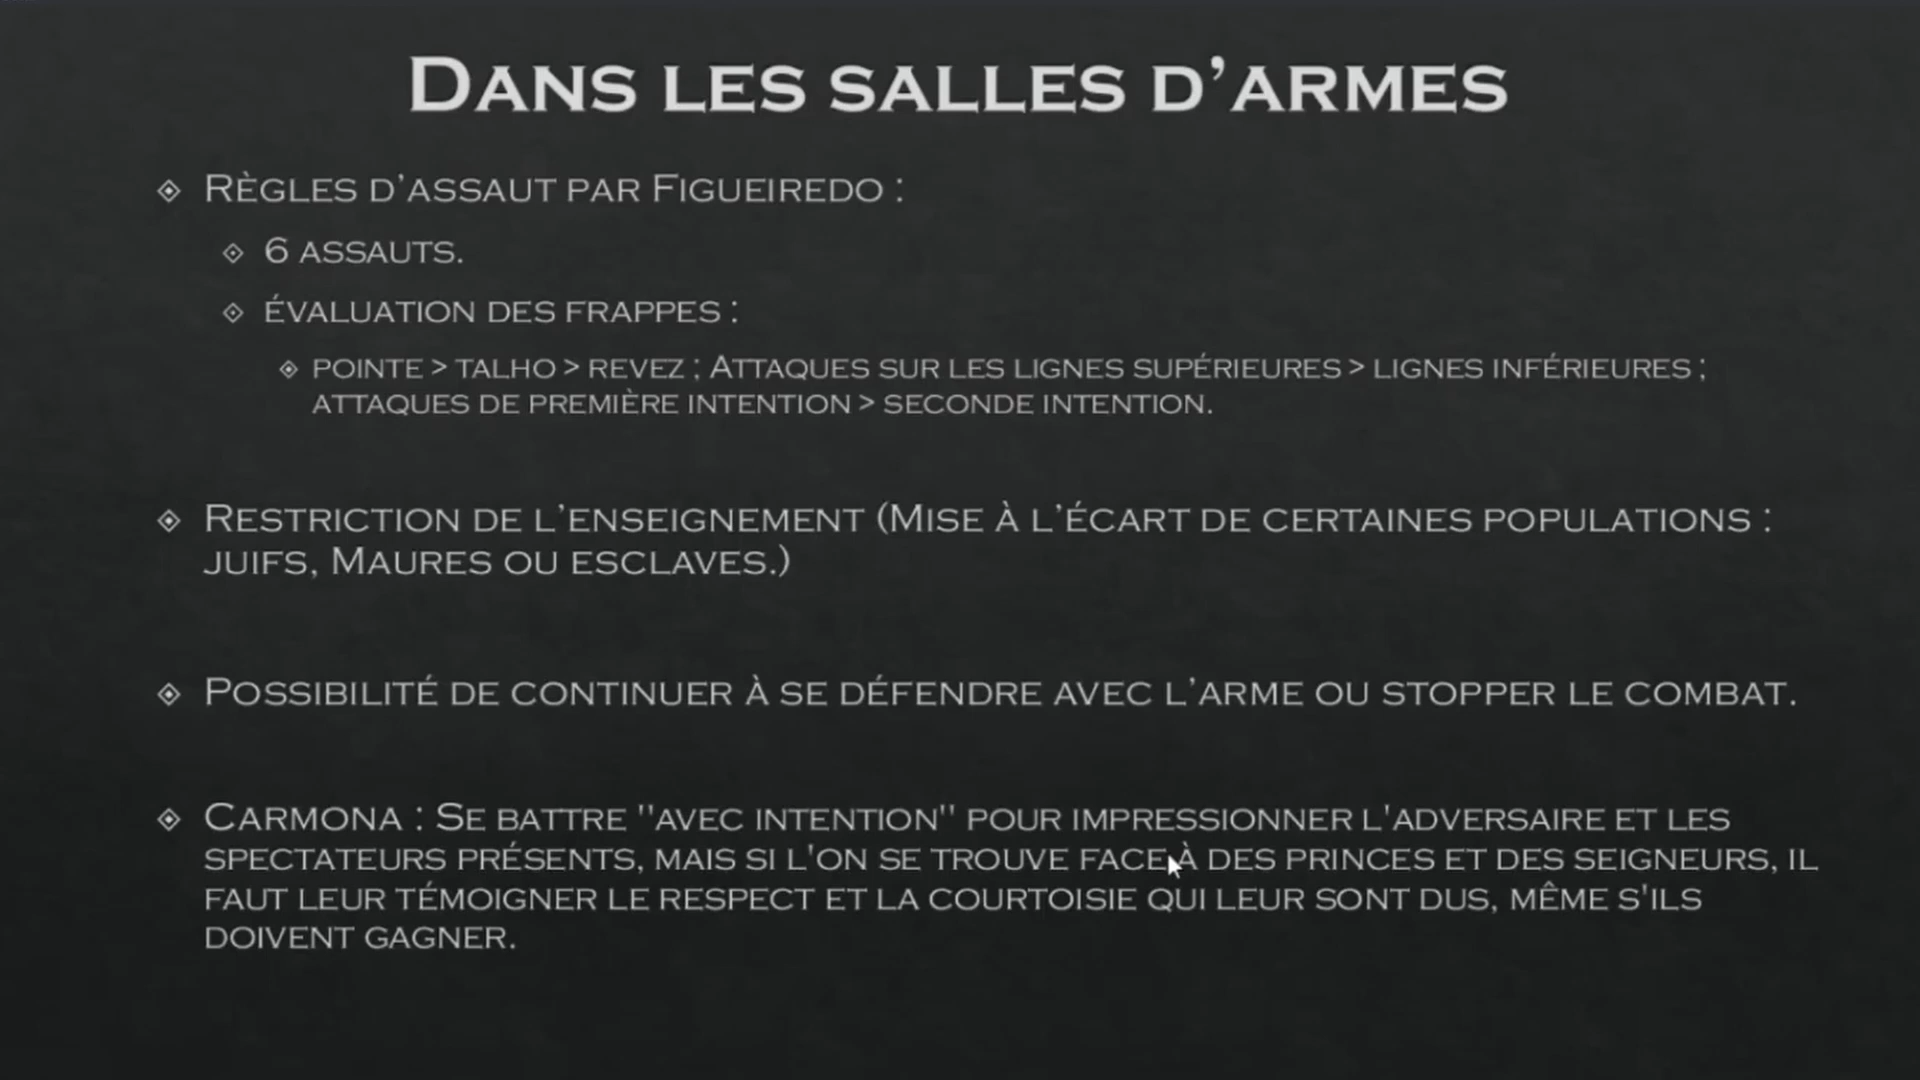 Dans les salles d’armes
Règles d’assaut par Figueiredo :
6 assauts.
évaluation des frappes :
pointe > talho > revez ; Attaques sur les lignes supérieures > lignes inférieures ;
attaques de première intention > seconde intention.
Restriction de l’enseignement (Mise à l’écart de certaines populations :
juifs, Maures ou esclaves.)
Possibilité de continuer à se défendre avec l’arme ou stopper le combat.
Carmona : Se battre "avec intention" pour impressionner l'adversaire et les
spectateurs présents, mais si l'on se trouve face à des princes et des seigneurs, il
faut leur témoigner le respect et la courtoisie qui leur sont dus, même s'ils
doivent gagner.